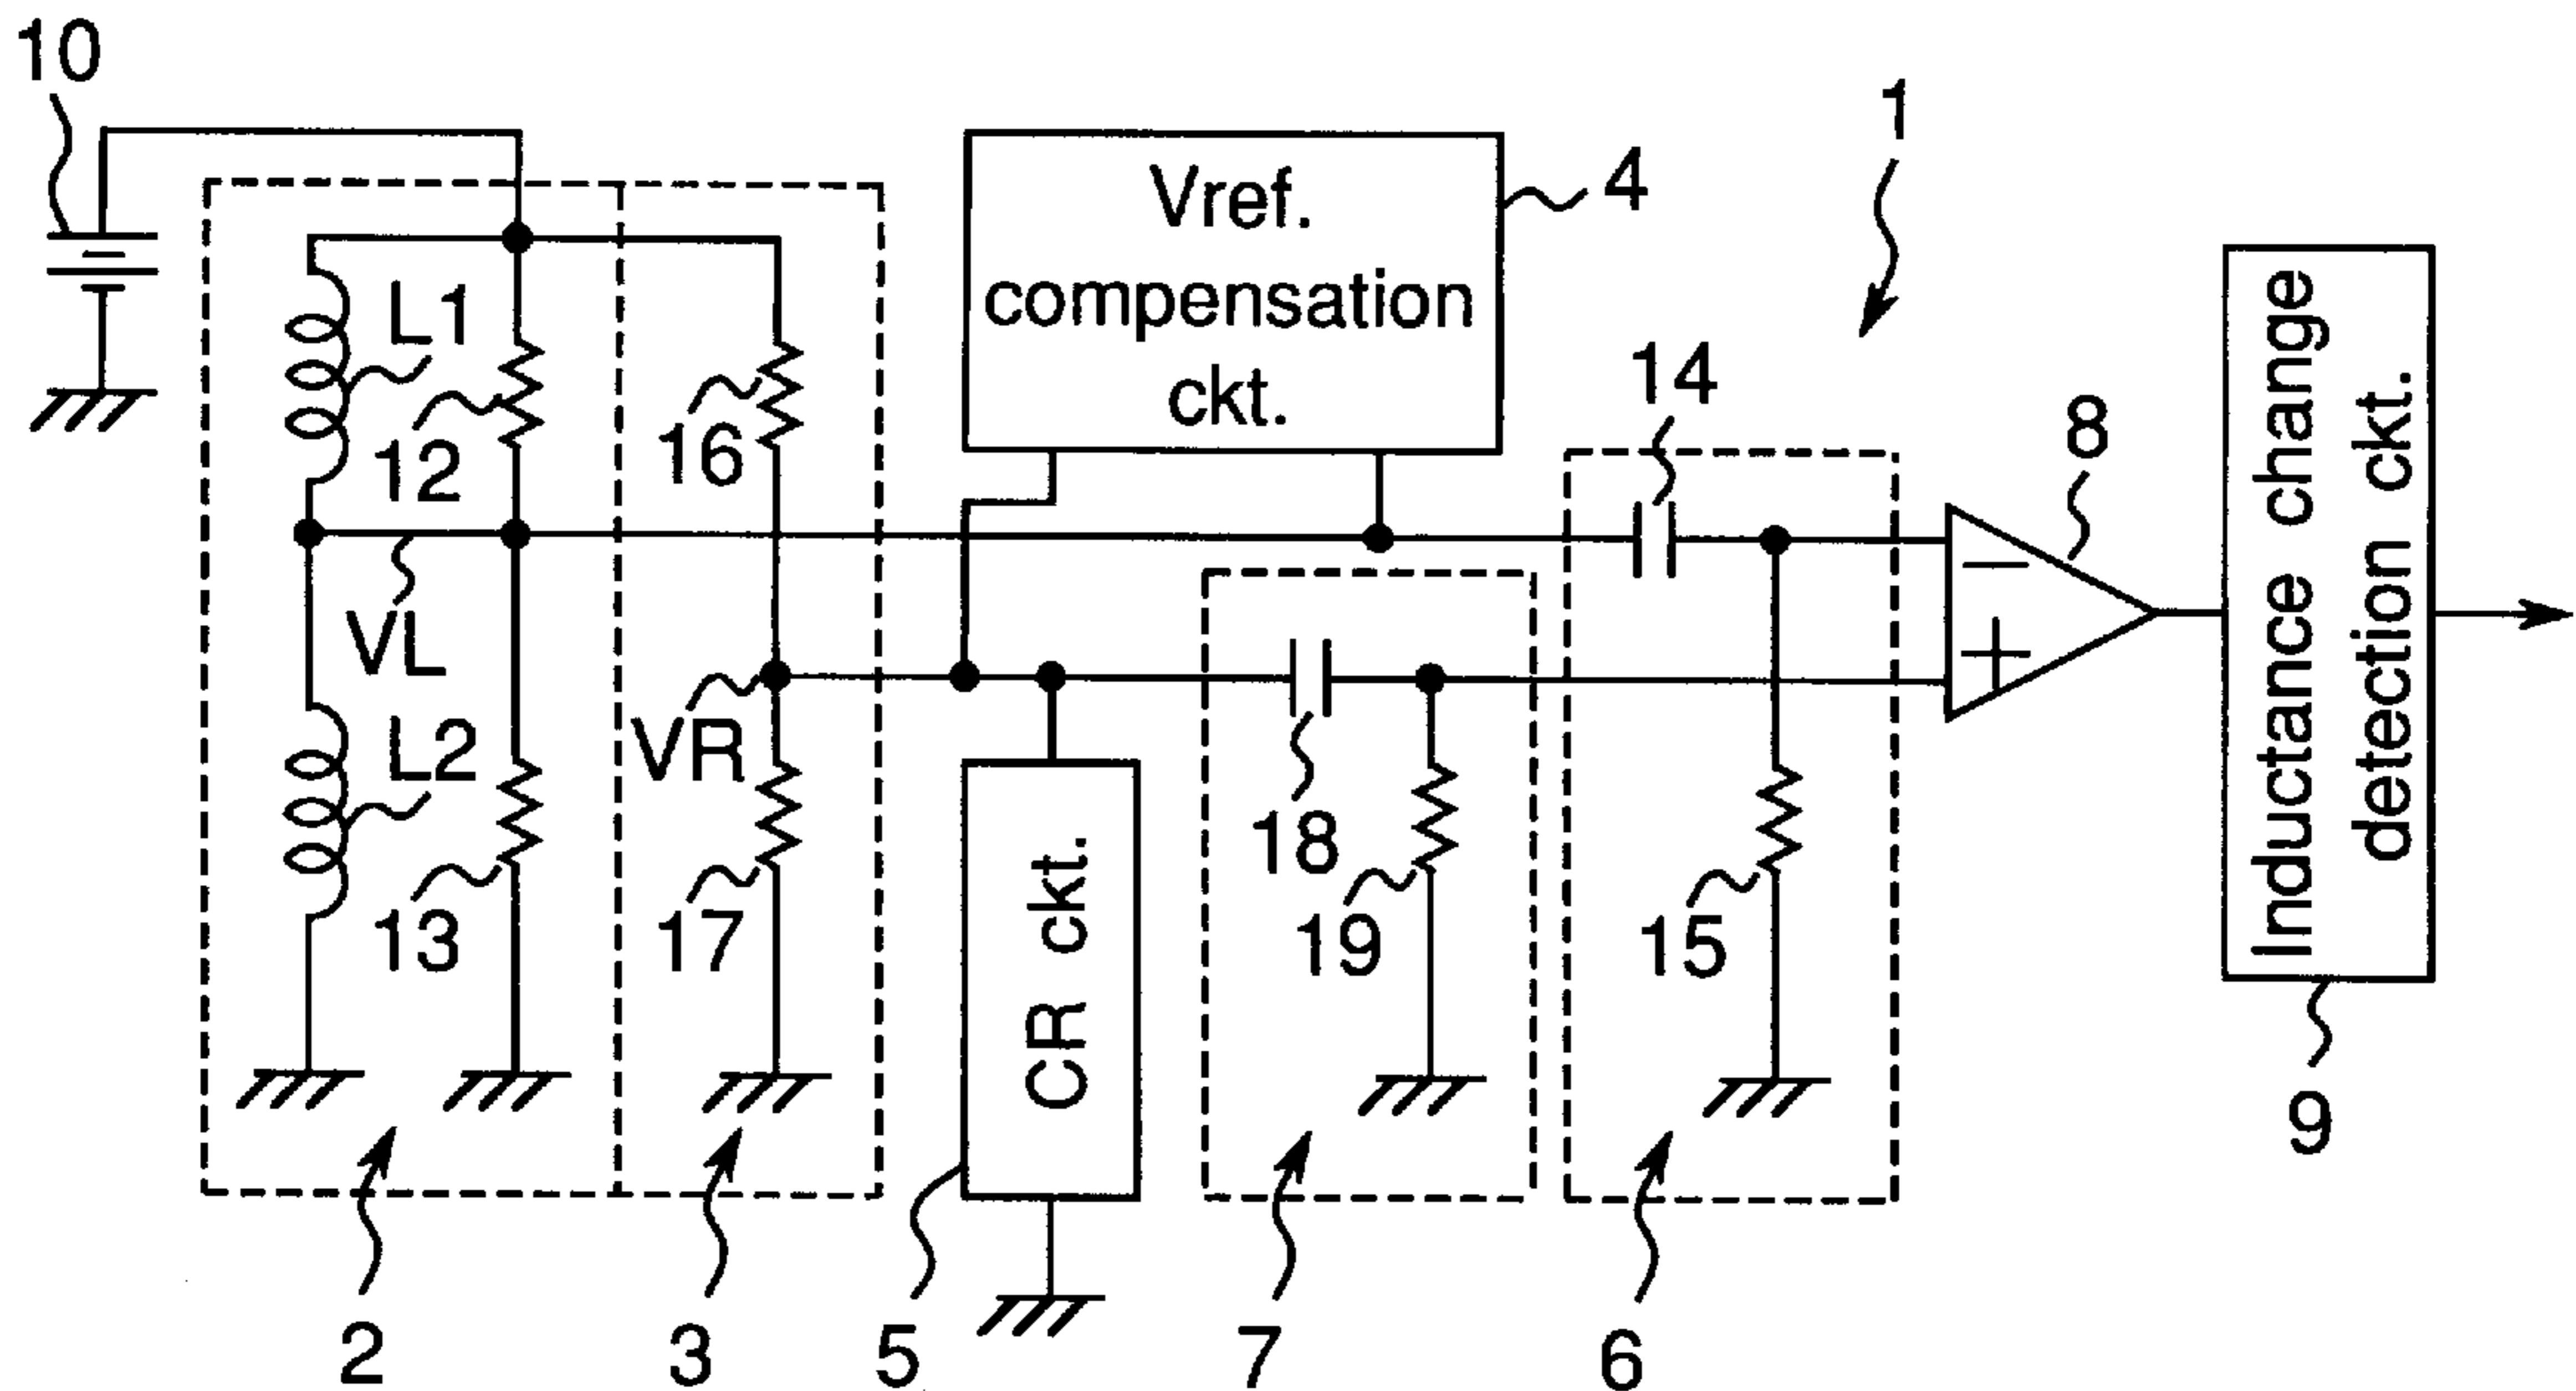 10
1
Vref.
compensation
ckt.
4
L1
12
16
14
8
Inductance change
detection ckt.
VL
L2
VR
18
13
17
CR ckt.
19
15
9
2
3
5
7
6
−
+